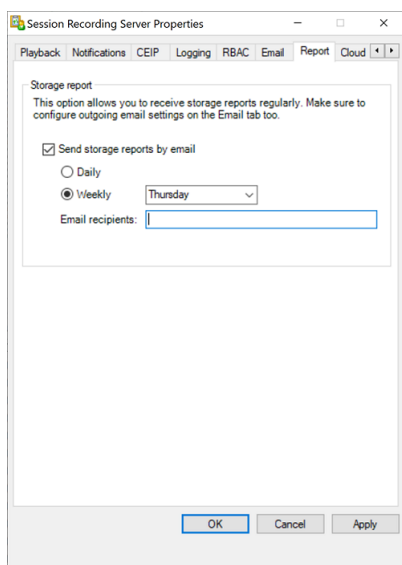 Session Recording Server Properties
Playback Notifications CEIP Logging RBAC Email Report Cloud
Storage report
This option allows you to receive storage reports regularly. Make sure to
configure outgoing email settings on the Email tab too.
Send storage reports by email
Daily
Weekly Thursday
Email recipients:
OK Cancel Apply